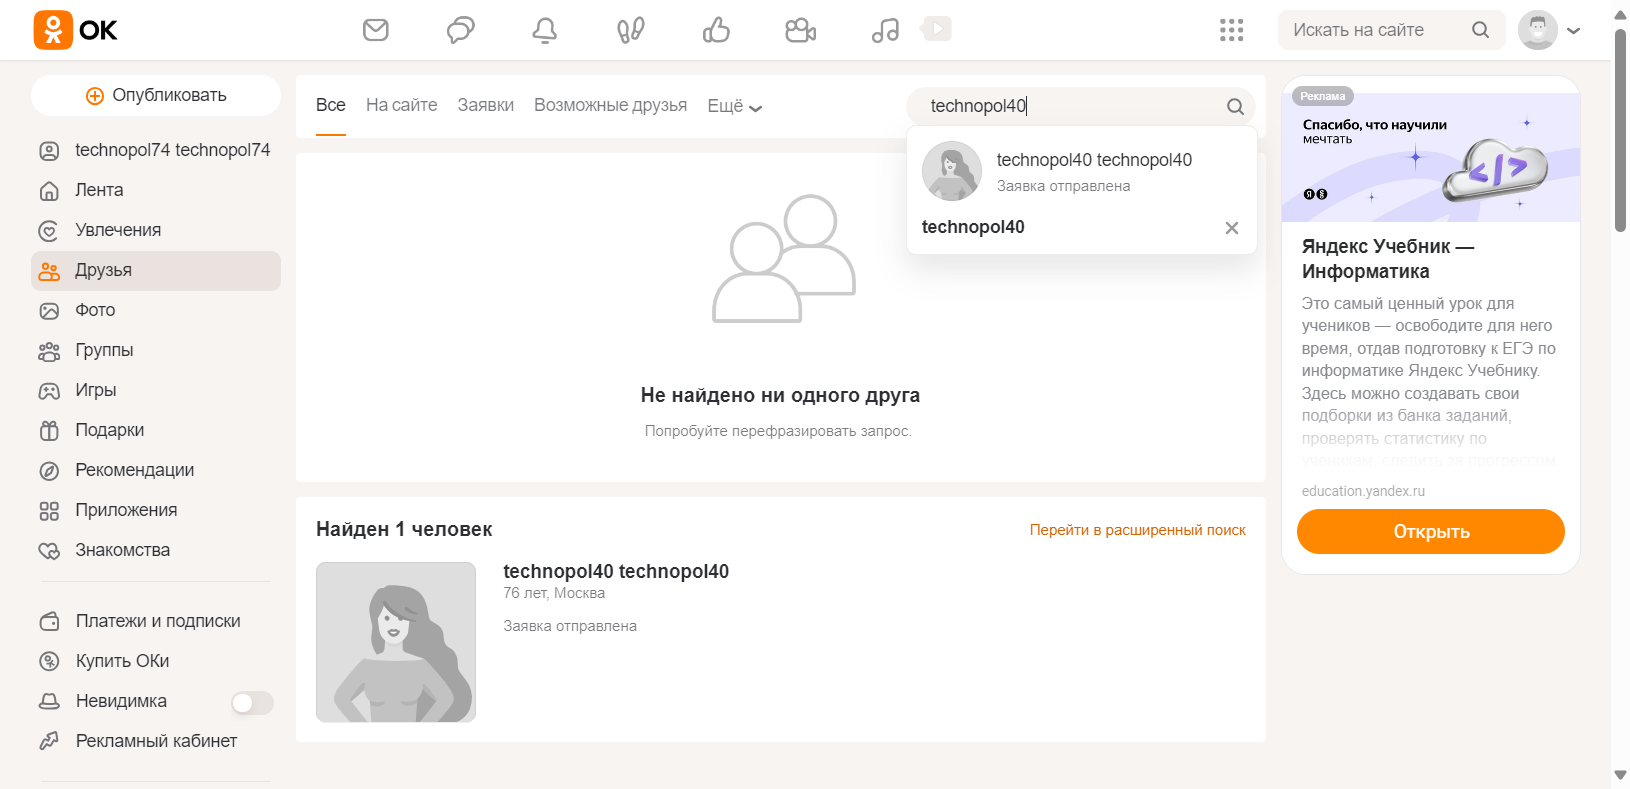 OK
Искать на сайте
Опубликовать
technopol74 technopol74
Лента
Увлечения
Друзья
Фото
Группы
Игры
Подарки
Рекомендации
Приложения
Знакомства
Платежи и подписки
Купить ОКи
Невидимка
Рекламный кабинет
Все На сайте Заявки Возможные друзья Ещё
technopol40
technopol40 technopol40
Заявка отправлена
technopol40
Не найдено ни одного друга
Попробуйте перефразировать запрос.
Найден 1 человек
Перейти в расширенный поиск
technopol40 technopol40
76 лет, Москва
Заявка отправлена
Реклама
Спасибо, что научили
мечтать
Яндекс Учебник —
Информатика
Это самый ценный урок для
учеников — освободите для него
время, отдав подготовку к ЕГЭ по
информатике Яндекс Учебнику.
Здесь можно создавать свои
подборки из банка заданий,
проверять статистику по
ученикам, следить за прогрессом
education.yandex.ru
Открыть